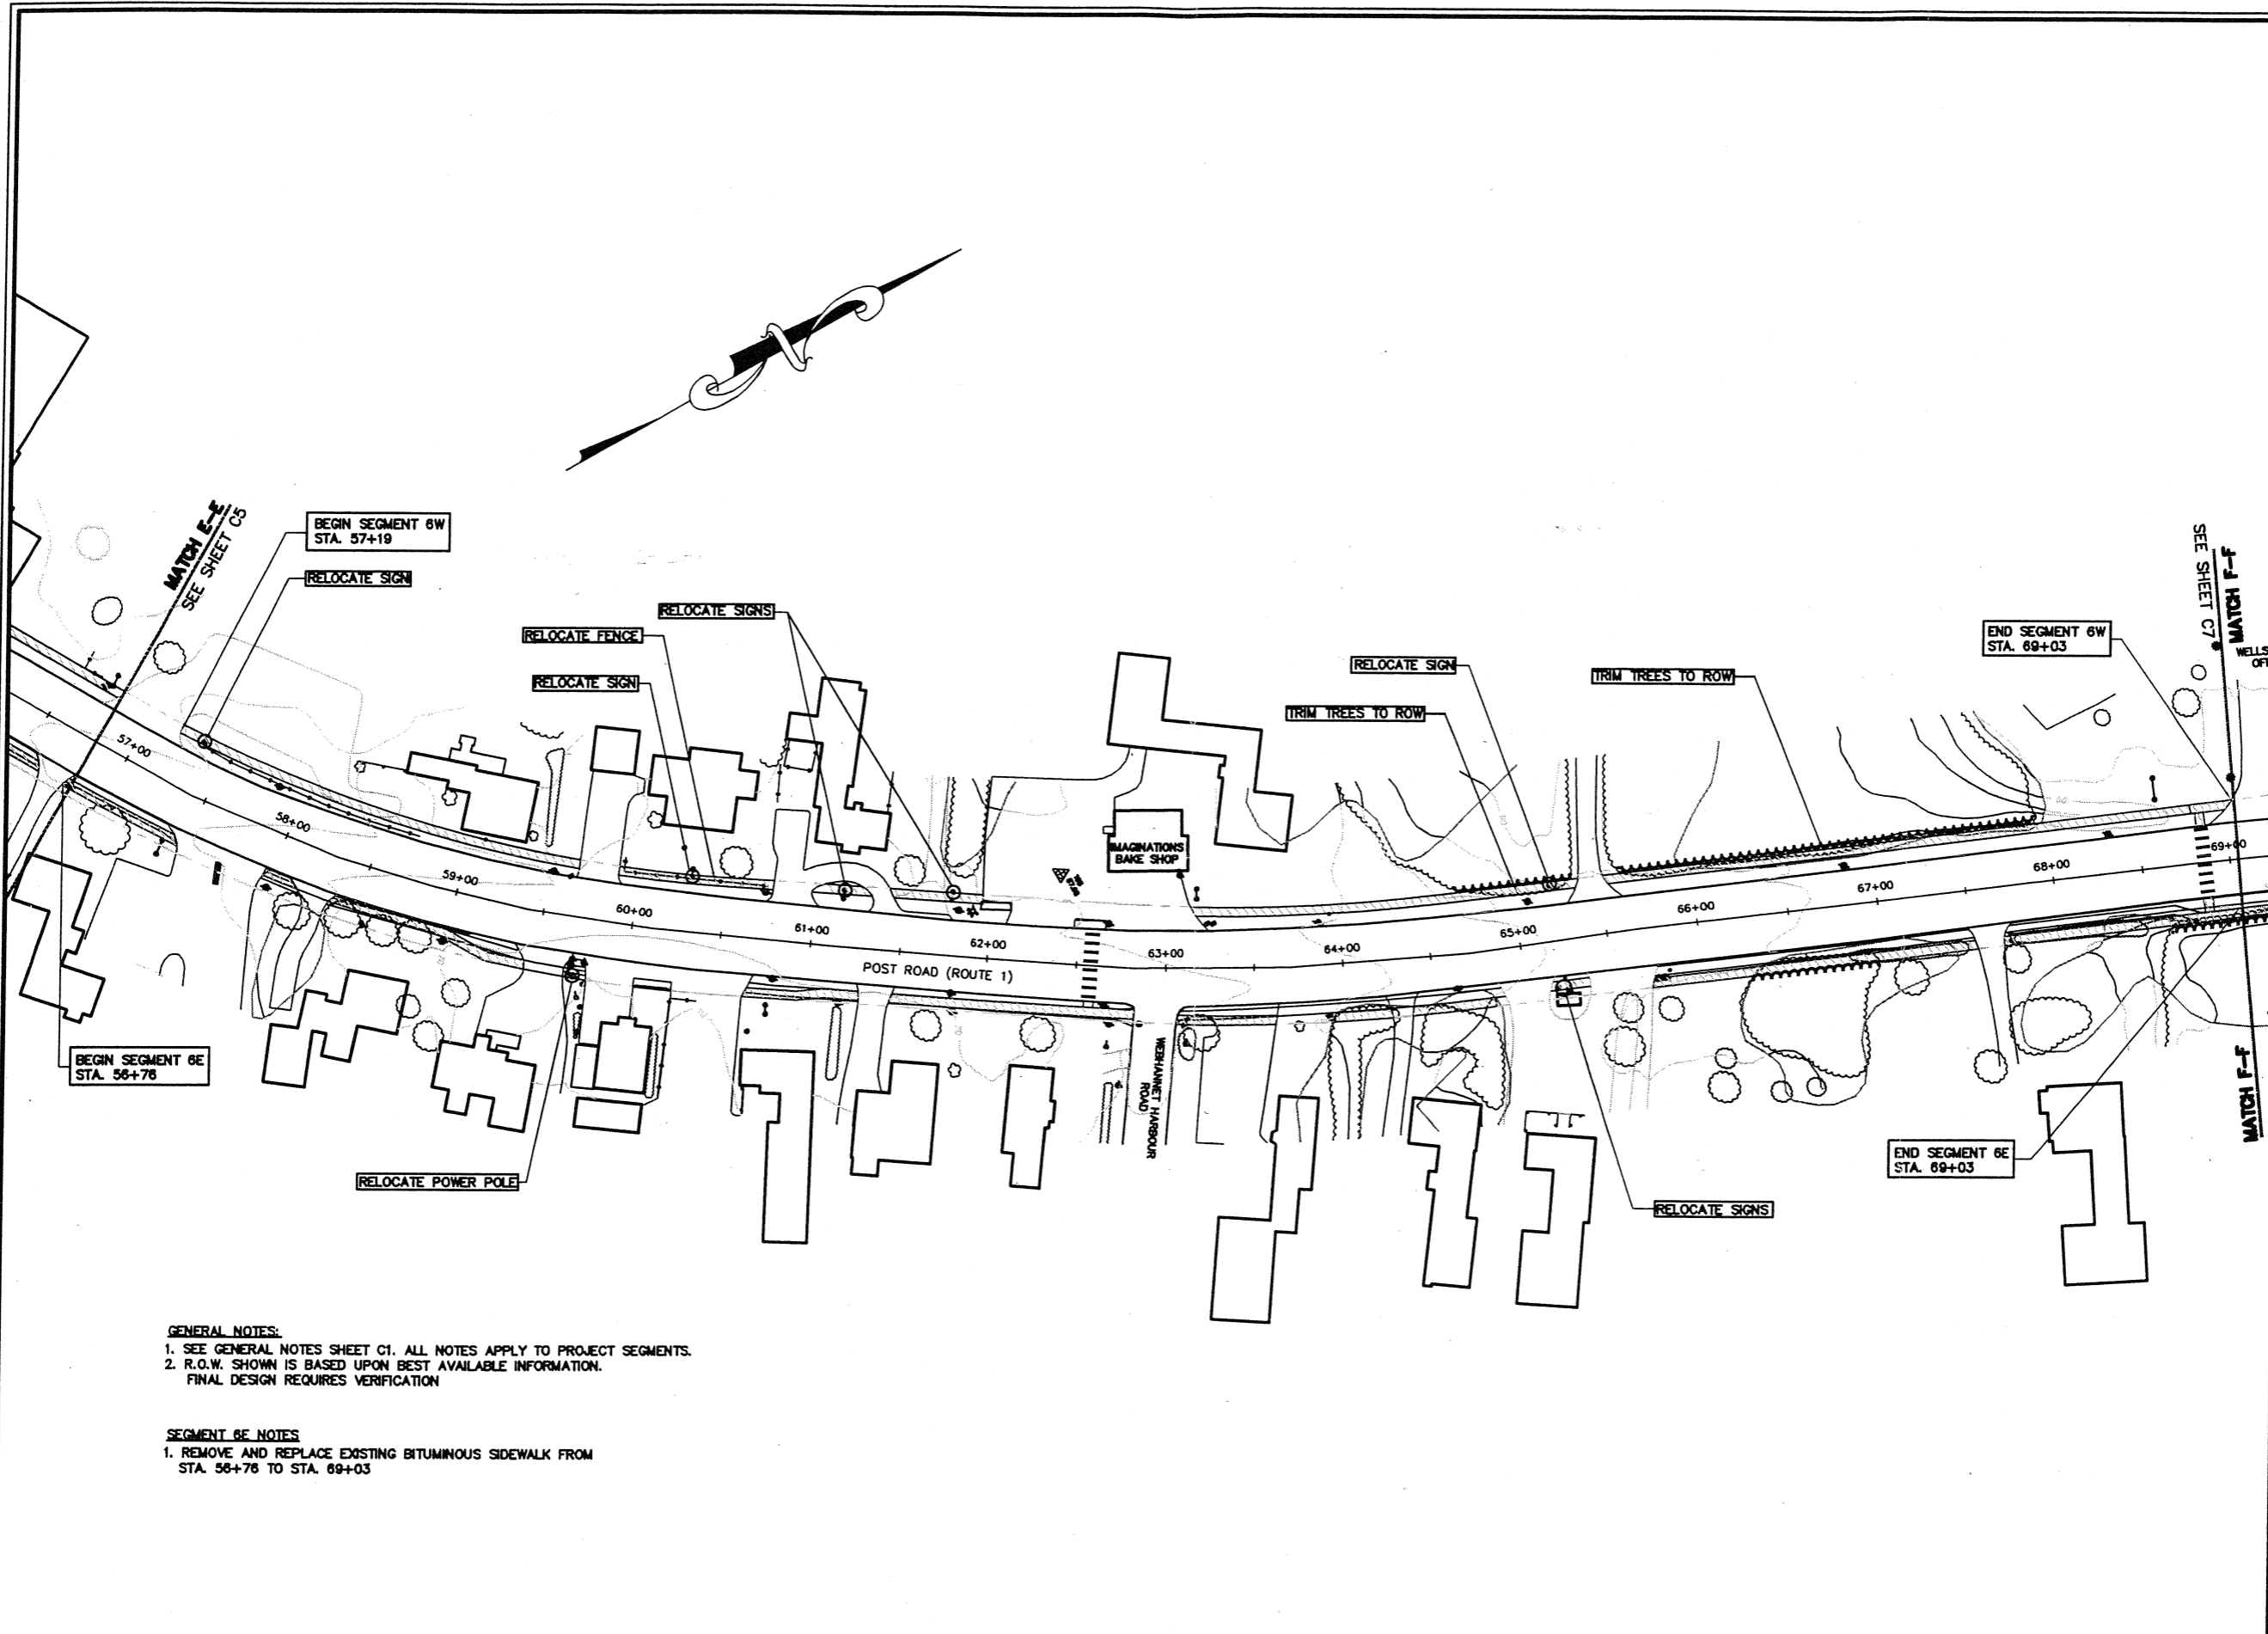 MATCH E-E
SEE SHEET C5
BEGIN SEGMENT 6W
STA. 57+19
RELOCATE SIGN
RELOCATE SIGNS
RELOCATE FENCE
RELOCATE SIGN
RELOCATE SIGN
TRIM TREES TO ROW
TRIM TREES TO ROW
END SEGMENT 6W
STA. 69+03
SEE SHEET C7
MATCH F-F
WELLS
N
IMAGINATIONS
BAKE SHOP
57+00
58+00
59+00
60+00
61+00
62+00
63+00
64+00
65+00
66+00
67+00
68+00
69+00
POST ROAD (ROUTE 1)
WEBHANNET HARBOUR
ROAD
BEGIN SEGMENT 6E
STA. 56+76
RELOCATE POWER POLE
RELOCATE SIGNS
END SEGMENT 6E
STA. 69+03
MATCH F-F
GENERAL NOTES:
1. SEE GENERAL NOTES SHEET C1. ALL NOTES APPLY TO PROJECT SEGMENTS.
2. R.O.W. SHOWN IS BASED UPON BEST AVAILABLE INFORMATION.
FINAL DESIGN REQUIRES VERIFICATION
SEGMENT 6E NOTES
1. REMOVE AND REPLACE EXISTING BITUMINOUS SIDEWALK FROM
STA. 56+76 TO STA. 69+03